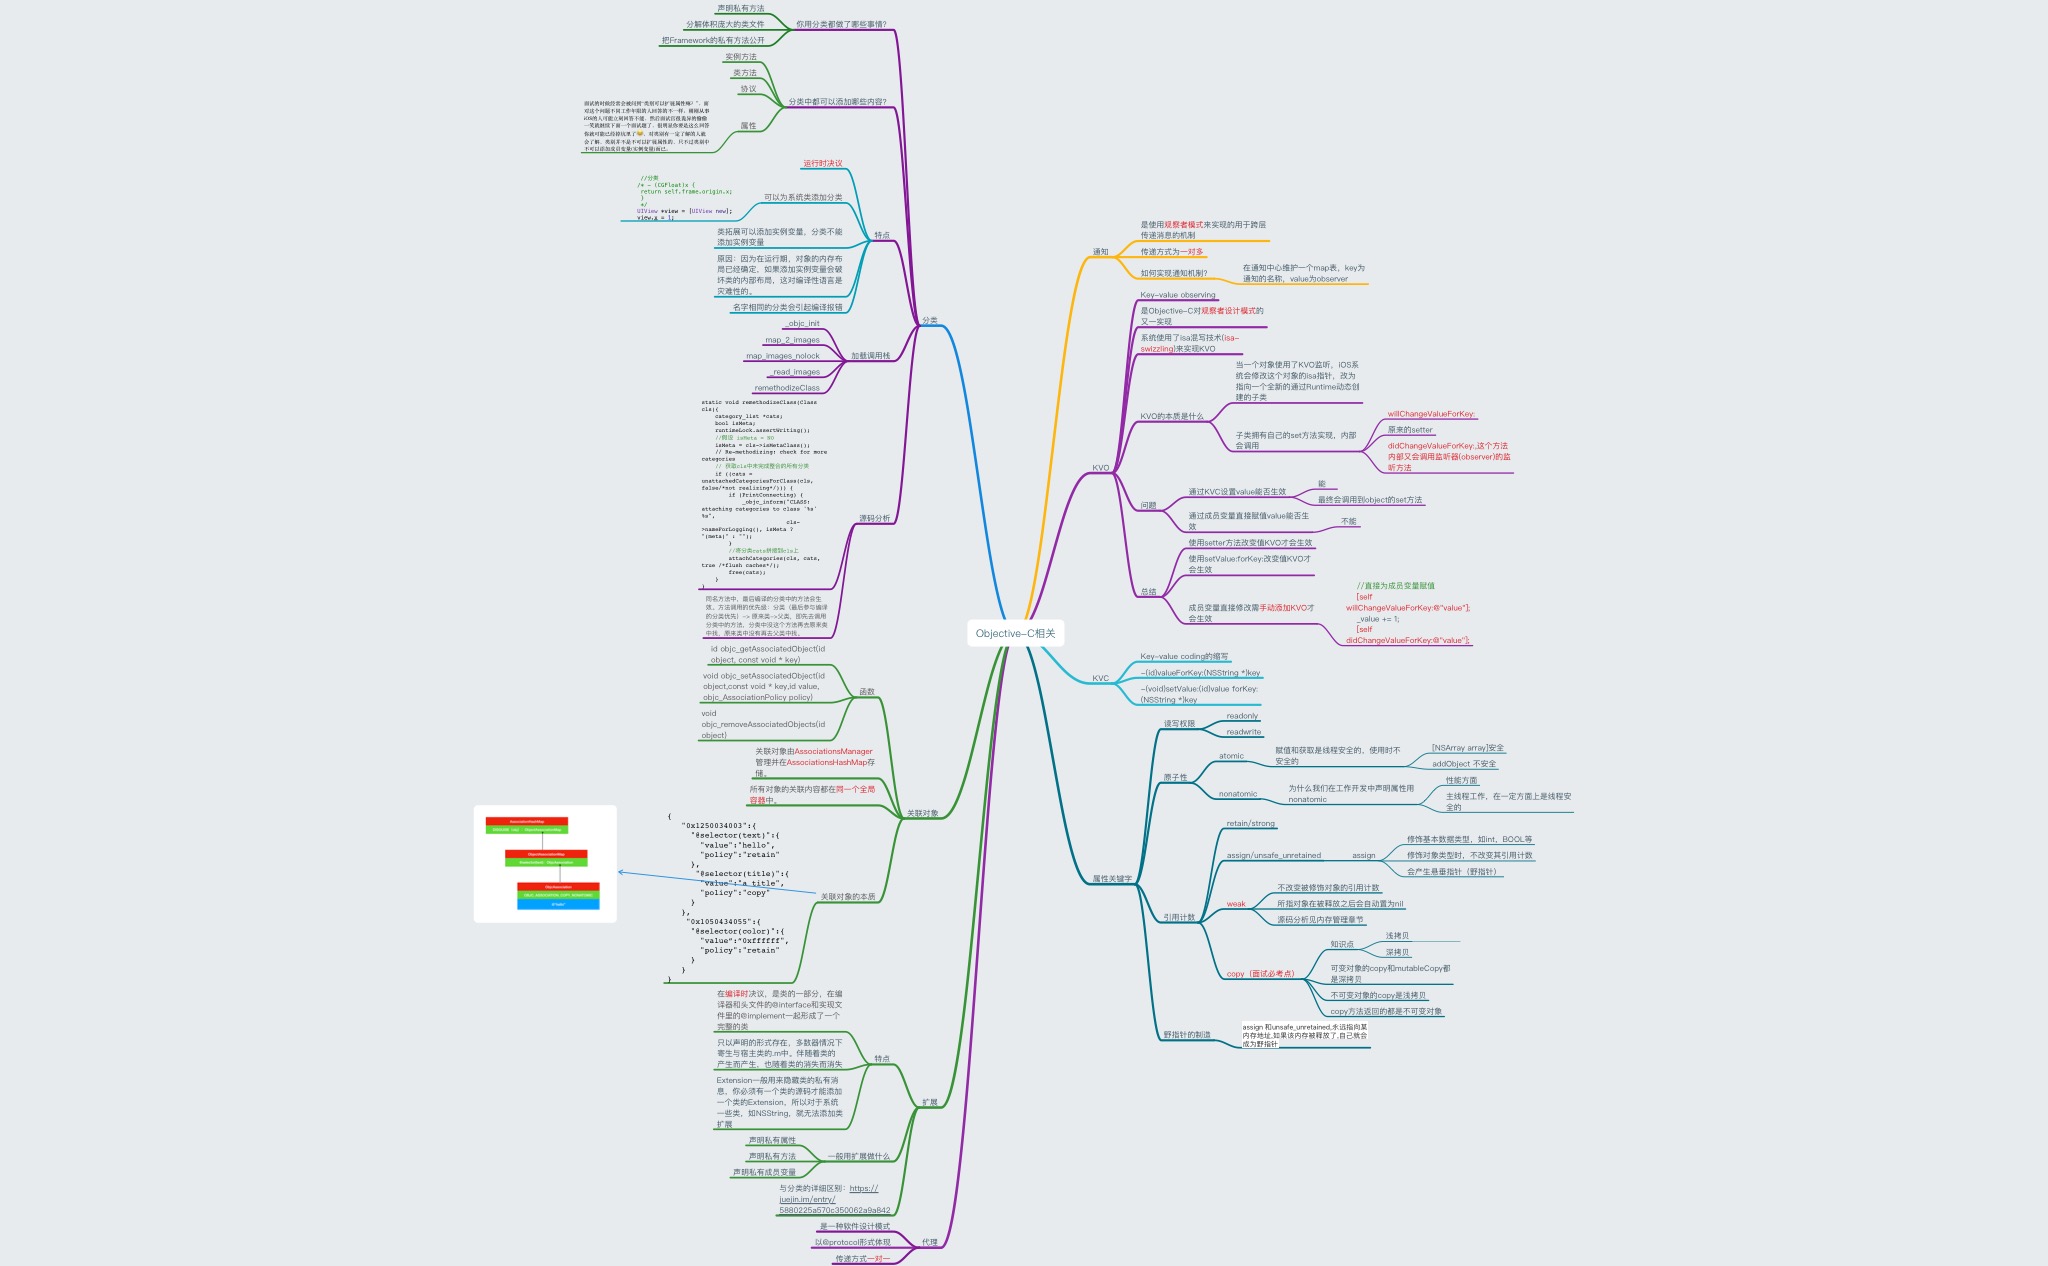 声明私有方法
分解体积庞大的类文件
把Framework的私有方法公开
你用分类都做了哪些事情?
实例方法
类方法
协议
属性
分类中都可以添加哪些内容?
运行时决议
//分类
/* - (CGFloat)x {
return self.frame.origin.x;
}
*/
UIView *view = [UIView new];
view.x = 1;
可以为系统类添加分类
类拓展可以添加实例变量，分类不能
添加实例变量
原因：因为在运行期，对象的内存布
局已经确定，如果添加实例变量会破
坏类的内部布局，这对编译性语言是
灾难性的。
名字相同的分类会引起编译报错
特点
分类
_objc_init
map_2_images
map_images_nolock
_read_images
remethodizeClass
加载调用栈
static void remethodizeClass(Class
cls){
category_list *cats;
bool isMeta;
runtimeLock.assertWriting();
//假设 isMeta = NO
isMeta = cls->isMetaClass();
// Re-methodizing: check for more
categories
// 获取cls中未完成整合的所有分类
if ((cats =
unattachedCategoriesForClass(cls,
false/*not realizing*/))) {
if (PrintConnecting) {
_objc_inform("CLASS:
attaching categories to class '%s'
%s",
cls-
>nameForLogging(), isMeta ?
"(meta)" : "");
}
//将分类cats拼接到cls上
attachCategories(cls, cats,
true /*flush caches*/);
free(cats);
}
}
源码分析
同名方法中，最后编译的分类中的方法会生
效。方法调用的优先级：分类（最后参与编译
的分类优先）-> 原来类->父类，即先去调用
分类中的方法，分类中没这个方法再去原来类
中找，原来类中没有再去父类中找。
id objc_getAssociatedObject(id
object, const void * key)
void objc_setAssociatedObject(id
object,const void * key,id value,
objc_AssociationPolicy policy)
void
objc_removeAssociatedObjects(id
object)
函数
关联对象由AssociationsManager
管理并在AssociationsHashMap存
储。
所有对象的关联内容都在同一个全局
容器中。
关联对象
{
"0x1250034003":{
"@selector(text)":{
"value":"hello",
"policy":"retain"
},
"@selector(title)":{
"value":"a title",
"policy":"copy"
}
},
"0x1050434055":{
"@selector(color)":{
"value":"0xffffff",
"policy":"retain"
}
}
}
关联对象的本质
在编译时决议，是类的一部分，在编
译器和头文件的@interface和实现文
件里的@implement一起形成了一个
完整的类
只以声明的形式存在，多数器情况下
寄生与宿主类的.m中。伴随着类的
产生而产生，也随着类的消失而消失
Extension一般用来隐藏类的私有消
息，你必须有一个类的源码才能添加
一个类的Extension，所以对于系统
一些类，如NSString，就无法添加类
扩展
特点
扩展
声明私有属性
声明私有方法
声明私有成员变量
一般用扩展做什么
与分类的详细区别：https://
juejin.im/entry/
5880225a570c350062a9a842
是一种软件设计模式
以@protocol形式体现
传递方式一对一
代理
Objective-C相关
通知
是使用观察者模式来实现的用于跨层
传递消息的机制
传递方式为一对多
如何实现通知机制?
在通知中心维护一个map表，key为
通知的名称，value为observer
KVO
Key-value observing
是Objective-C对观察者设计模式的
又一实现
系统使用了isa混写技术(isa-
swizzling)来实现KVO
KVO的本质是什么
当一个对象使用了KVO监听，iOS系
统会修改这个对象的isa指针，改为
指向一个全新的通过Runtime动态创
建的子类
子类拥有自己的set方法实现，内部
会调用
willChangeValueForKey:
原来的setter
didChangeValueForKey:,这个方法
内部又会调用监听器(observer)的监
听方法
问题
通过KVC设置value能否生效
能
最终会调用到object的set方法
通过成员变量直接赋值value能否生
效
不能
总结
使用setter方法改变值KVO才会生效
使用setValue:forKey:改变值KVO才
会生效
成员变量直接修改需手动添加KVO才
会生效
//直接为成员变量赋值
[self
willChangeValueForKey:@"value"];
_value += 1;
[self
didChangeValueForKey:@"value"];
KVC
Key-value coding的缩写
-(id)valueForKey:(NSString *)key
-(void)setValue:(id)value forKey:
(NSString *)key
属性关键字
读写权限
readonly
readwrite
原子性
atomic
赋值和获取是线程安全的，使用时不
安全的
[NSArray array]安全
addObject 不安全
nonatomic
为什么我们在工作开发中声明属性用
nonatomic
性能方面
主线程工作，在一定方面上是线程安
全的
引用计数
retain/strong
assign/unsafe_unretained
assign
修饰基本数据类型，如int，BOOL等
修饰对象类型时，不改变其引用计数
会产生悬垂指针（野指针）
weak
不改变被修饰对象的引用计数
所指对象在被释放之后会自动置为nil
源码分析见内存管理章节
copy（面试必考点）
知识点
浅拷贝
深拷贝
可变对象的copy和mutableCopy都
是深拷贝
不可变对象的copy是浅拷贝
copy方法返回的都是不可变对象
野指针的制造
assign 和unsafe_unretained,永远指向某
内存地址,如果该内存被释放了,自己就会
成为野指针